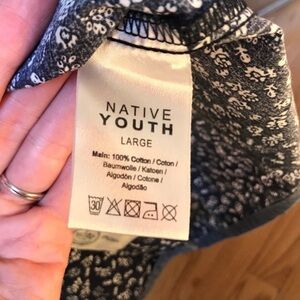 NATIVE
YOUTH
LARGE
Main: 100% Cotton / Coton /
Baumwolle / Katoen /
Algodón / Cotone /
Algodão
30